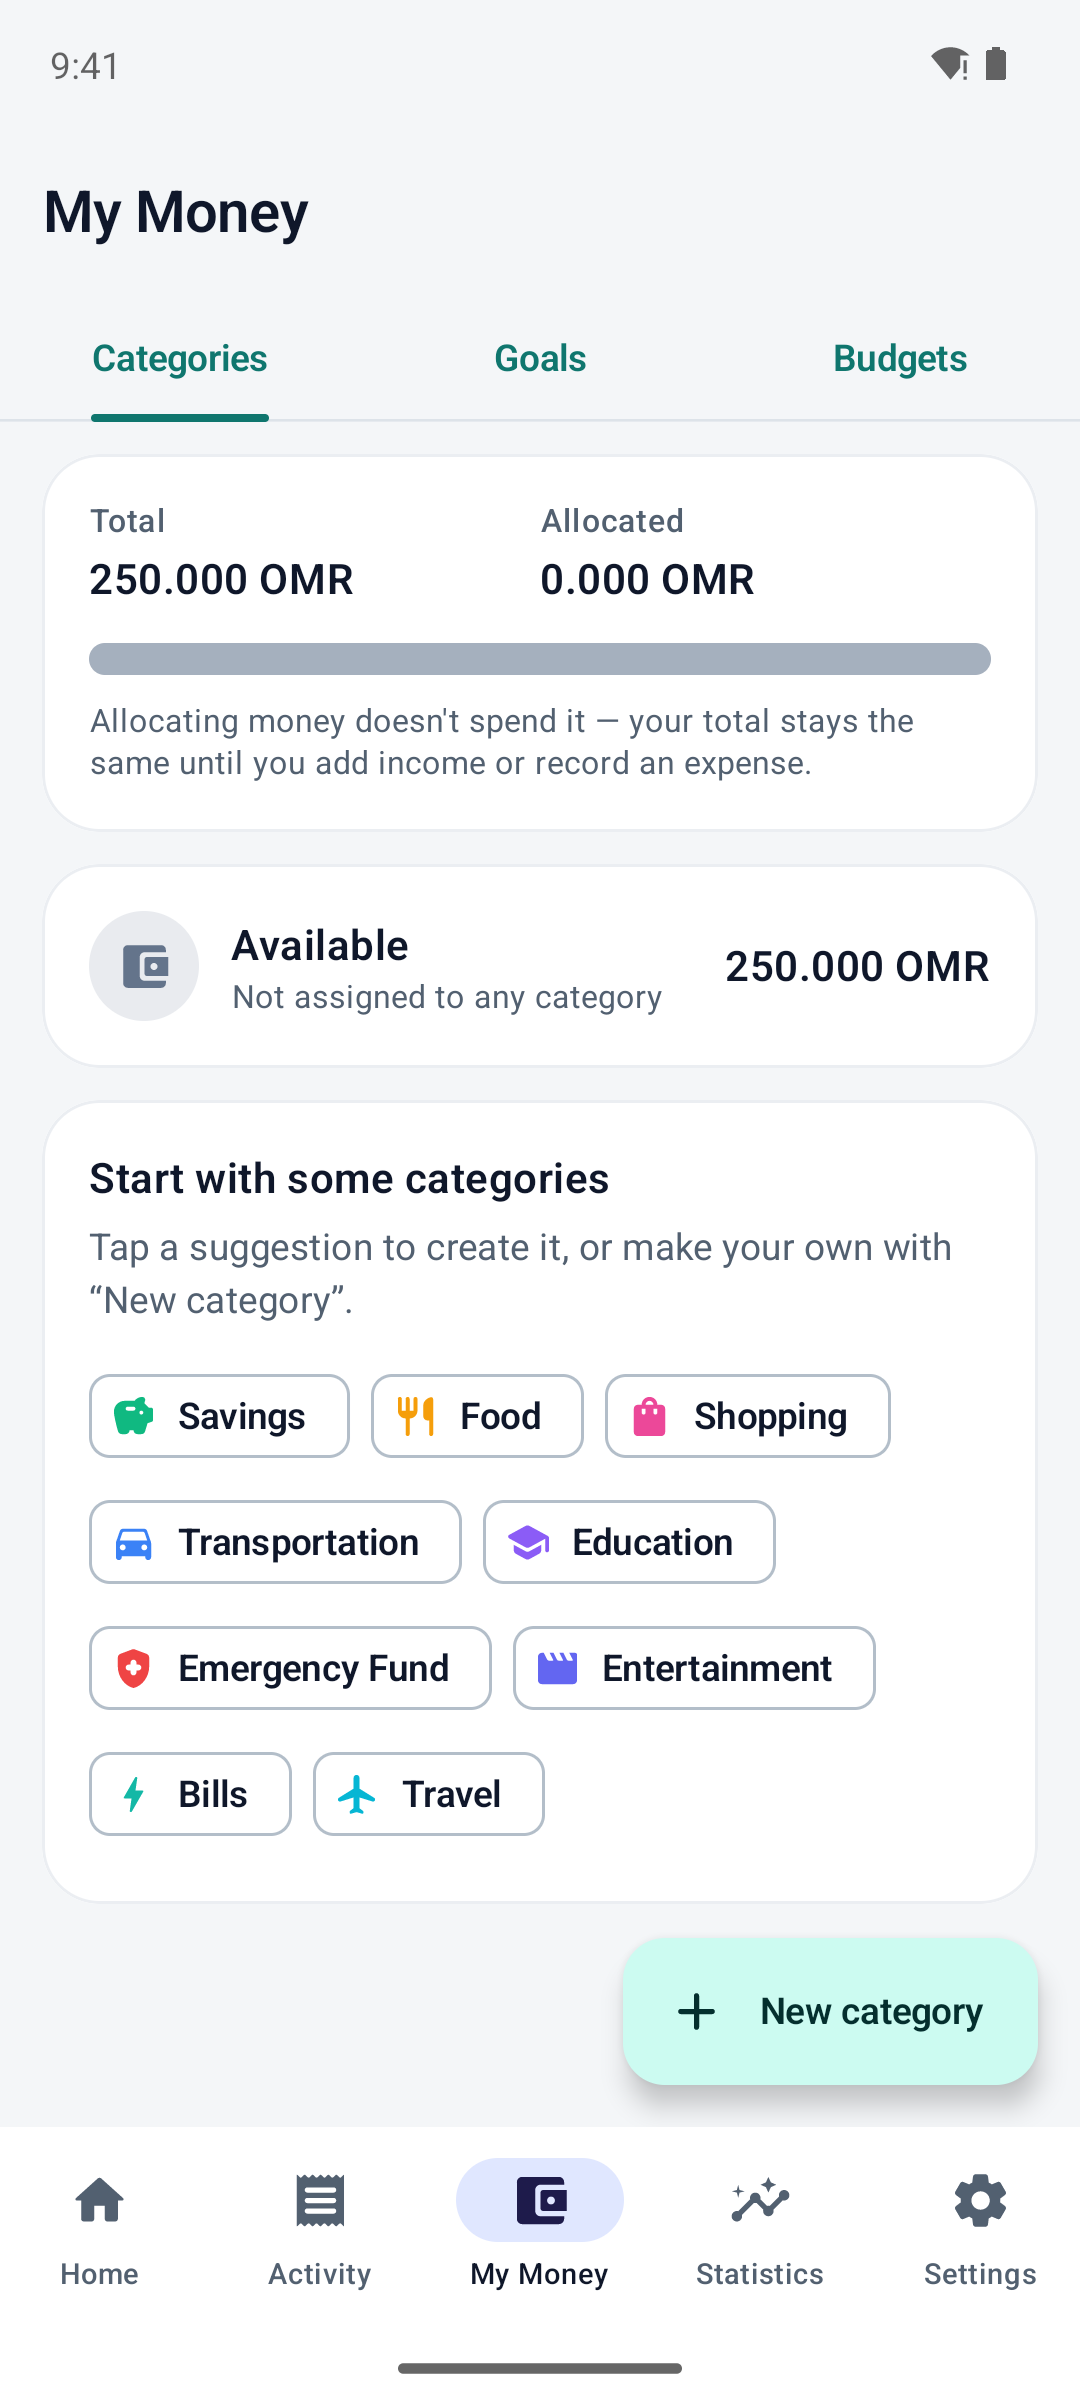 9:41
My Money
Categories
Goals
Budgets
Total
Allocated
250.000 OMR
0.000 OMR
Allocating money doesn't spend it — your total stays the
same until you add income or record an expense.
Available
Not assigned to any category
250.000 OMR
Start with some categories
Tap a suggestion to create it, or make your own with
“New category”.
Savings
Food
Shopping
Transportation
Education
Emergency Fund
Entertainment
Bills
Travel
New category
Home
Activity
My Money
Statistics
Settings